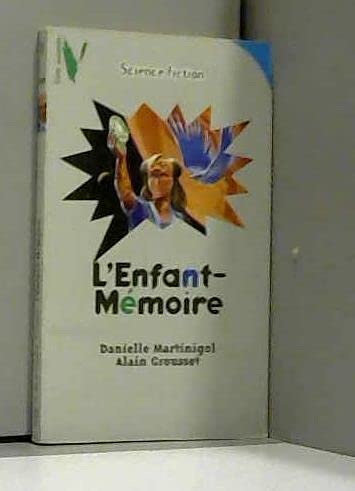 Science-fiction
L'Enfant-
Mémoire
Danielle Martinigol
Alain Grousset